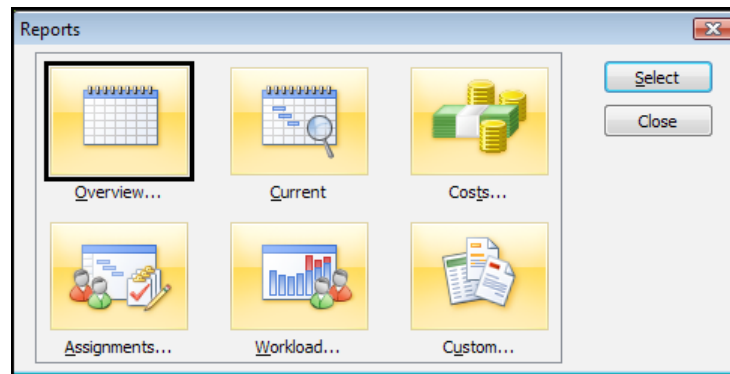 Reports
Select
Close
Overview...
Current
Costs...
Assignments...
Workload...
Custom...